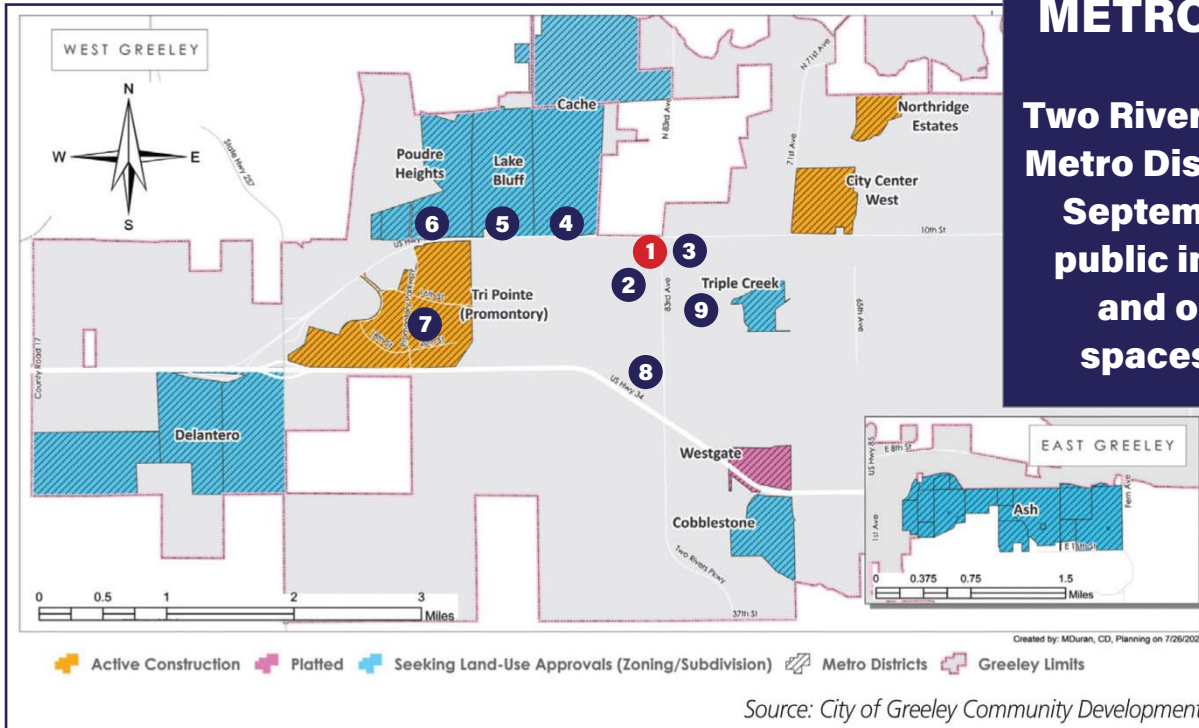 WEST GREELEY
N
W
E
S
State Hwy 257
Cache
N 83rd Ave
N 71st Ave
71st Ave
Northridge
Estates
Poudre
Heights
Lake
Bluff
City Center
West
6
5
4
US Hwy
10th St
1
3
2
83rd Ave
Triple Creek
9
65th Ave
Tri Pointe
(Promontory)
7
8
US Hwy 34
County Road 17
Delantero
Westgate
Cobblestone
Two Rivers Pkwy
37th St
0 0.5 1 2 3
Miles
METRO
Two River
Metro Dis
Septem
public in
and o
spaces
EAST GREELEY
US Hwy 85
E 8th St
1st Ave
Ash
Fern Ave
0 0.375 0.75 1.5
Miles
Created by: MDuran, CD, Planning on 7/26/202
Active Construction Platted Seeking Land-Use Approvals (Zoning/Subdivision) Metro Districts Greeley Limits
Source: City of Greeley Community Development